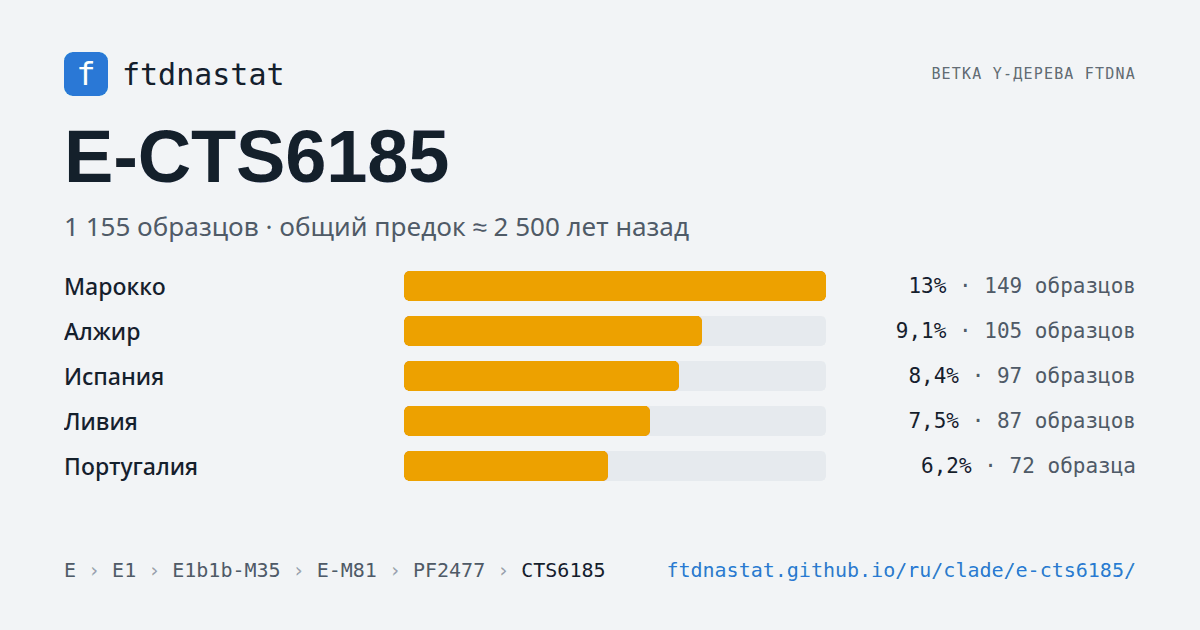 f ftdnastat
ВЕТКА Y-ДЕРЕВА FTDNA
E-CTS6185
1 155 образцов · общий предок ≈ 2 500 лет назад
Марокко 13% · 149 образцов
Алжир 9,1% · 105 образцов
Испания 8,4% · 97 образцов
Ливия 7,5% · 87 образцов
Португалия 6,2% · 72 образца
E › E1 › E1b1b-M35 › E-M81 › PF2477 › CTS6185 ftdnastat.github.io/ru/clade/e-cts6185/